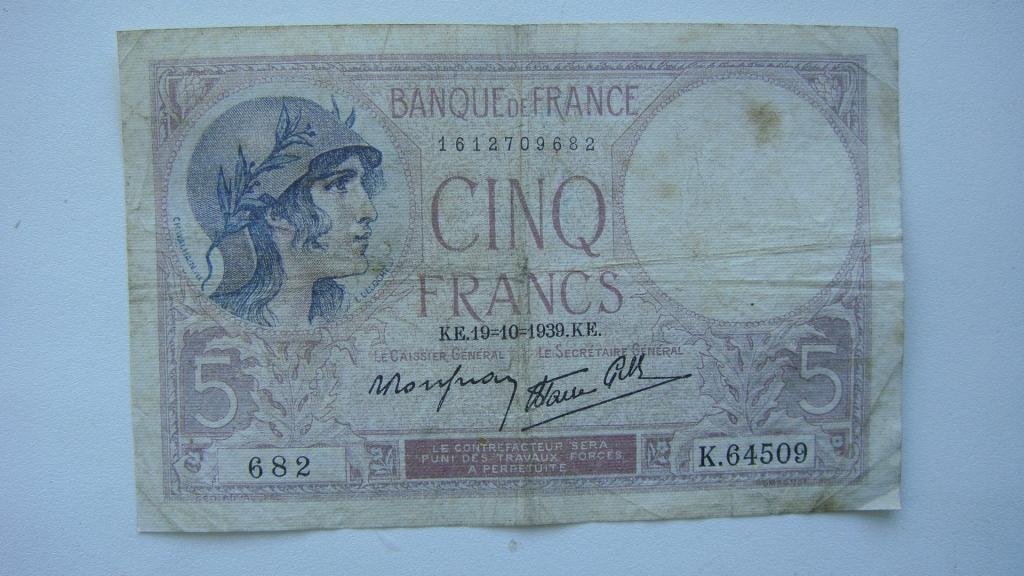 BANQUE DE FRANCE
1612709682
CINQ
FRANCS
KE.19=10=1939.KE.
LE CAISSIER GÉNÉRAL LE SECRÉTAIRE GÉNÉRAL
5 5
LE CONTREFACTEUR SERA
PUNI DES TRAVAUX FORCÉS
A PERPÉTUITÉ
682
K.64509